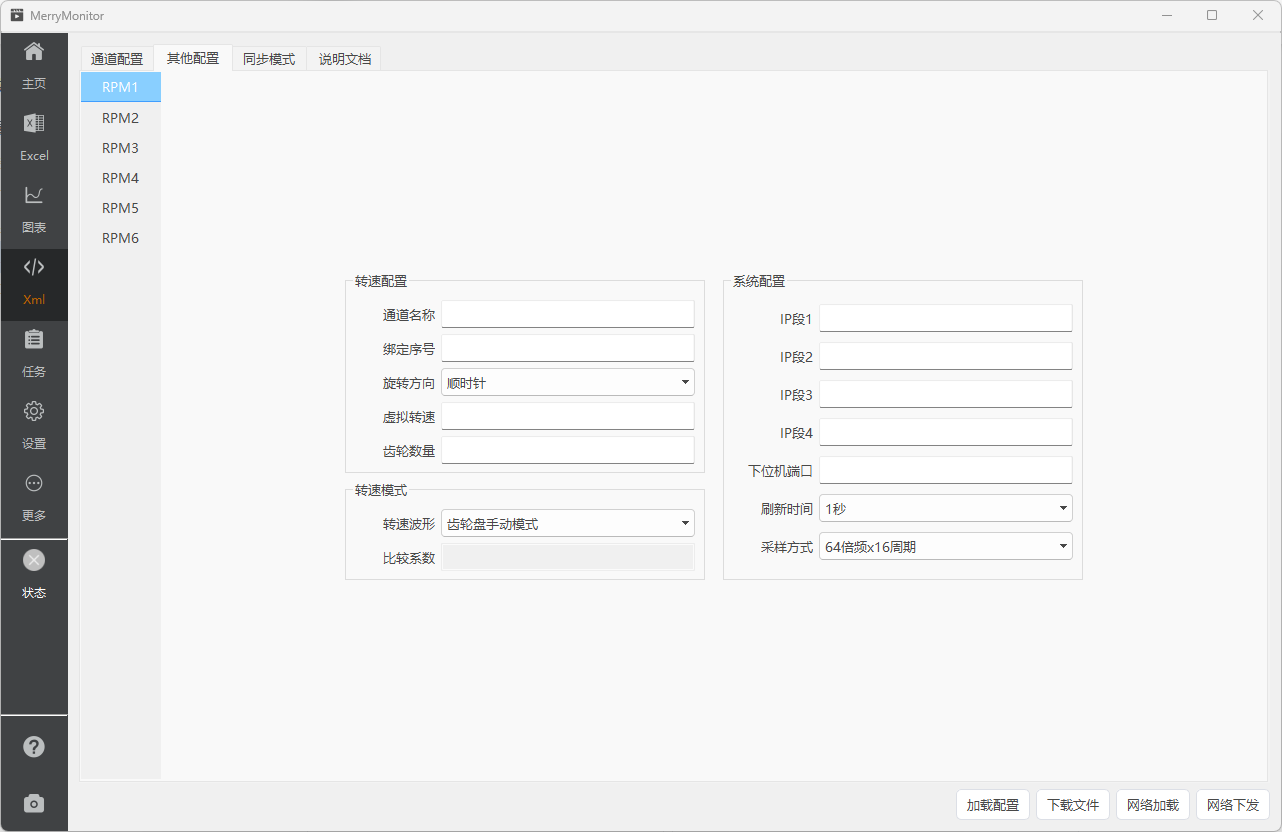 MerryMonitor
主页
Excel
图表
Xml
任务
设置
更多
状态
通道配置 其他配置 同步模式 说明文档
RPM1
RPM2
RPM3
RPM4
RPM5
RPM6
转速配置
通道名称
绑定序号
旋转方向 顺时针
虚拟转速
齿轮数量
转速模式
转速波形 齿轮盘手动模式
比较系数
系统配置
IP段1
IP段2
IP段3
IP段4
下位机端口
刷新时间 1秒
采样方式 64倍频x16周期
加载配置 下载文件 网络加载 网络下发